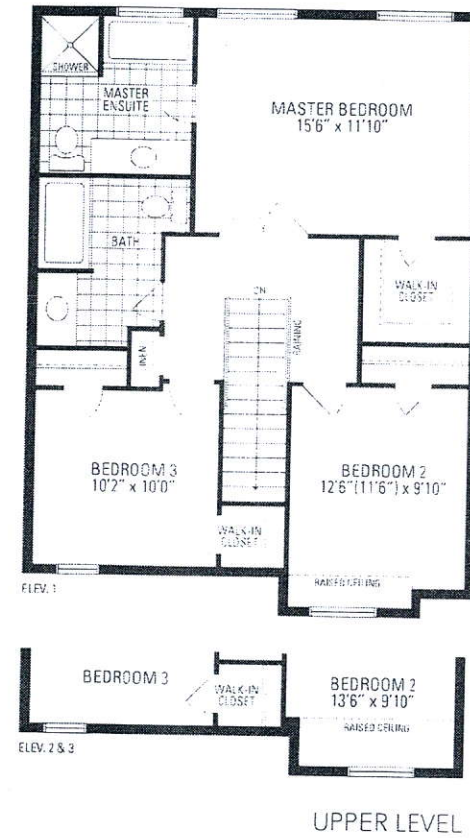 SHOWER
MASTER
ENSUITE
MASTER BEDROOM
15'6" x 11'10"
BATH
WALK-IN
CLOSET
DN
RAILING
LINEN
BEDROOM 3
10'2" x 10'0"
BEDROOM 2
12'6"(11'6") x 9'10"
WALK-IN
CLOSET
RAISED CEILING
ELEV. 1
BEDROOM 3
WALK-IN
CLOSET
BEDROOM 2
13'6" x 9'10"
RAISED CEILING
ELEV. 2 & 3
UPPER LEVEL